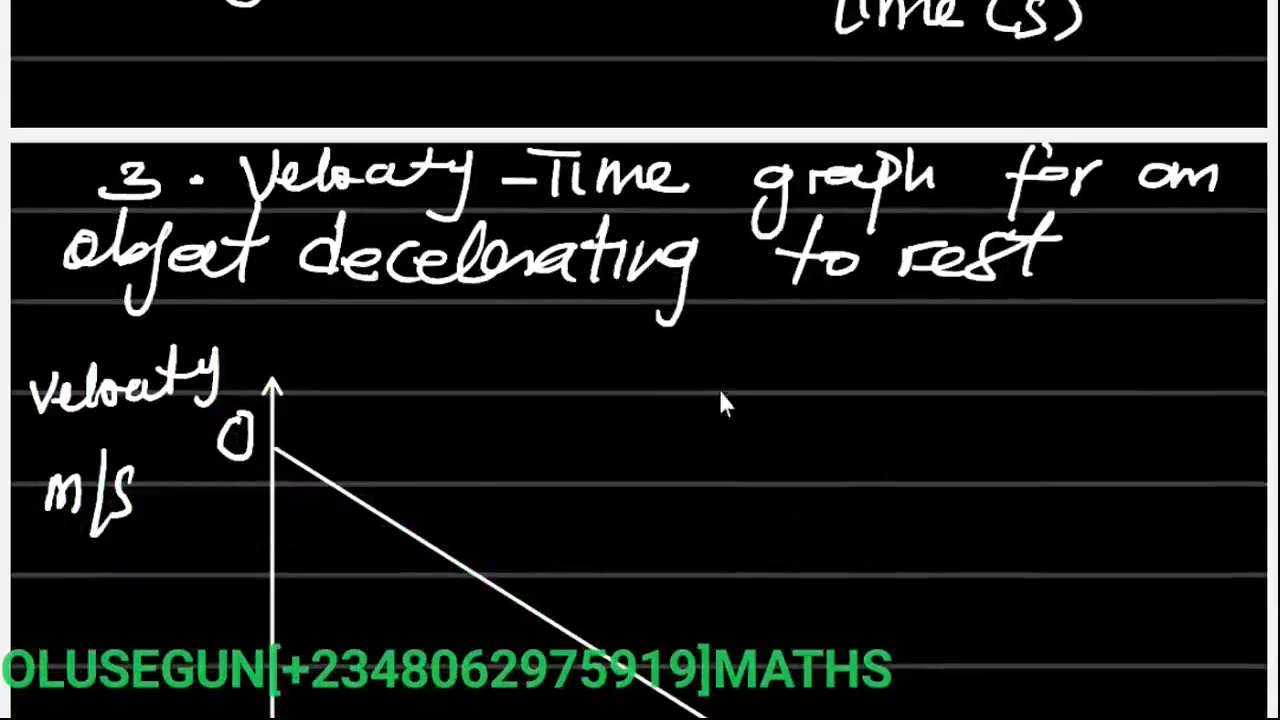 Time (s)
3. Velocity -Time graph for an
object decelerating to rest
Velocity
0
m/s
OLUSEGUN[+2348062975919]MATHS